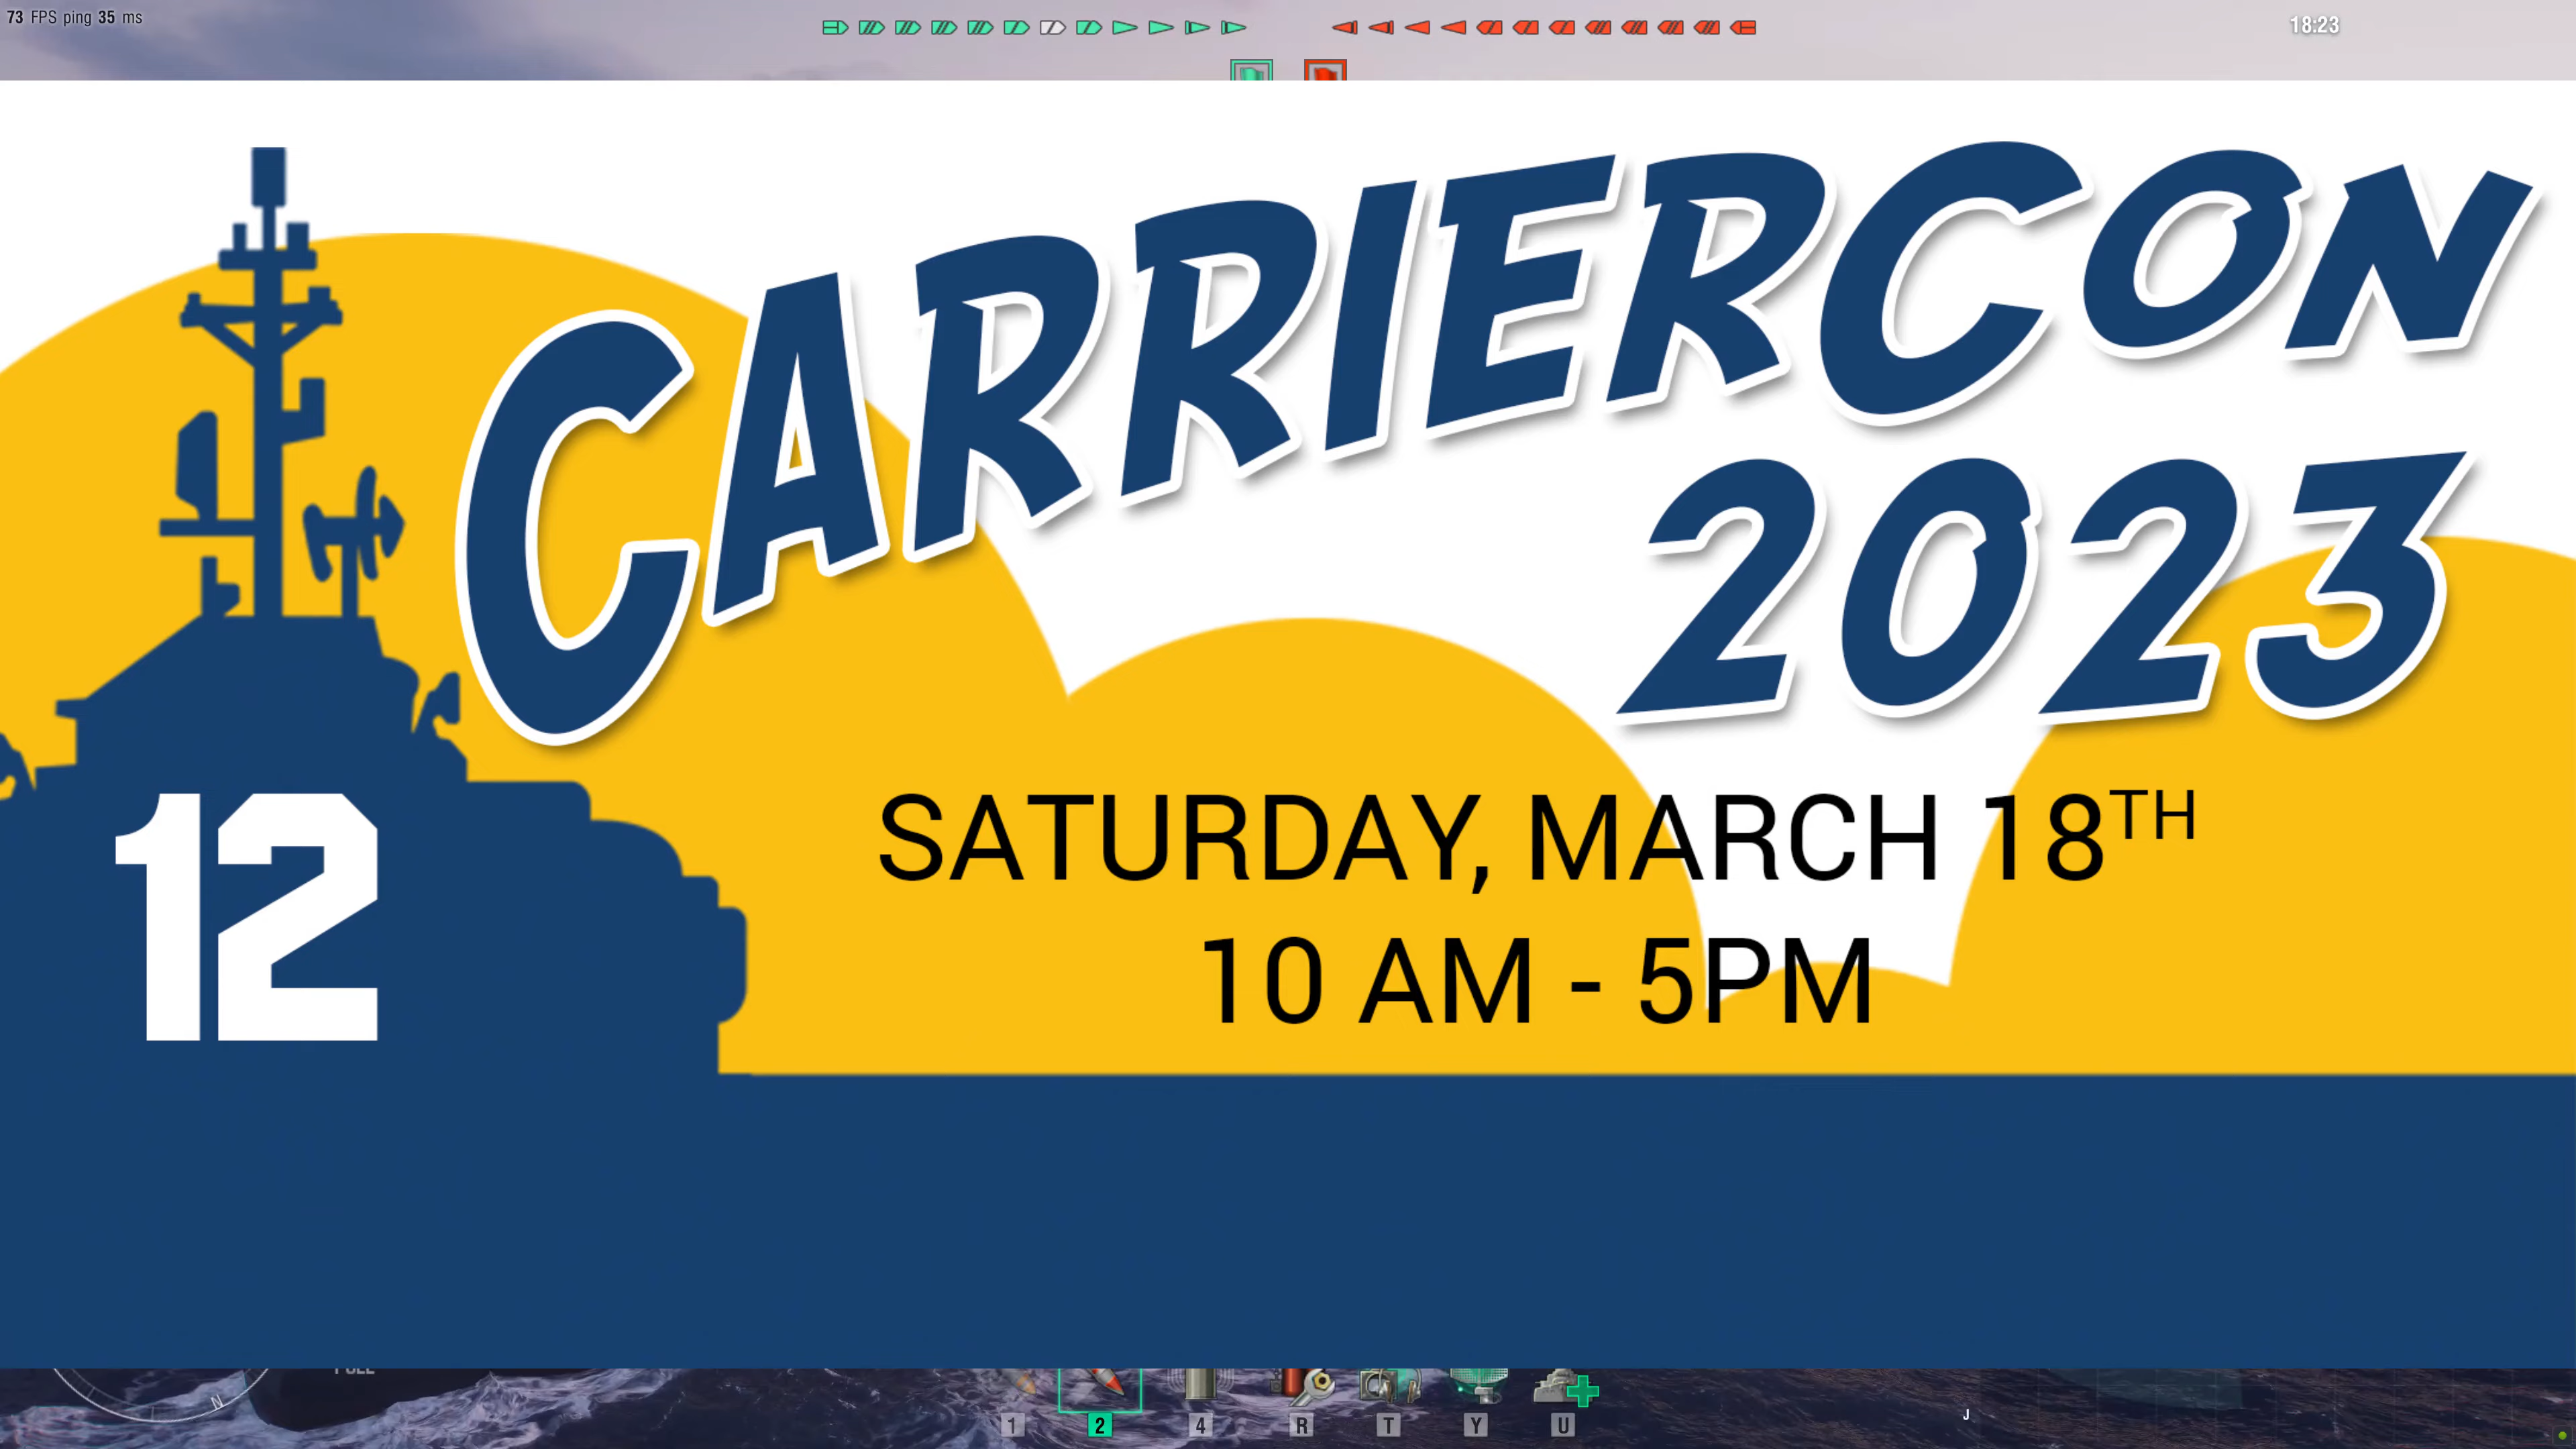 73 FPS ping 35 ms
18:23
CARRIERCON
2023
12
SATURDAY, MARCH 18TH
10 AM - 5PM
N
1 2 4 R T Y U
J